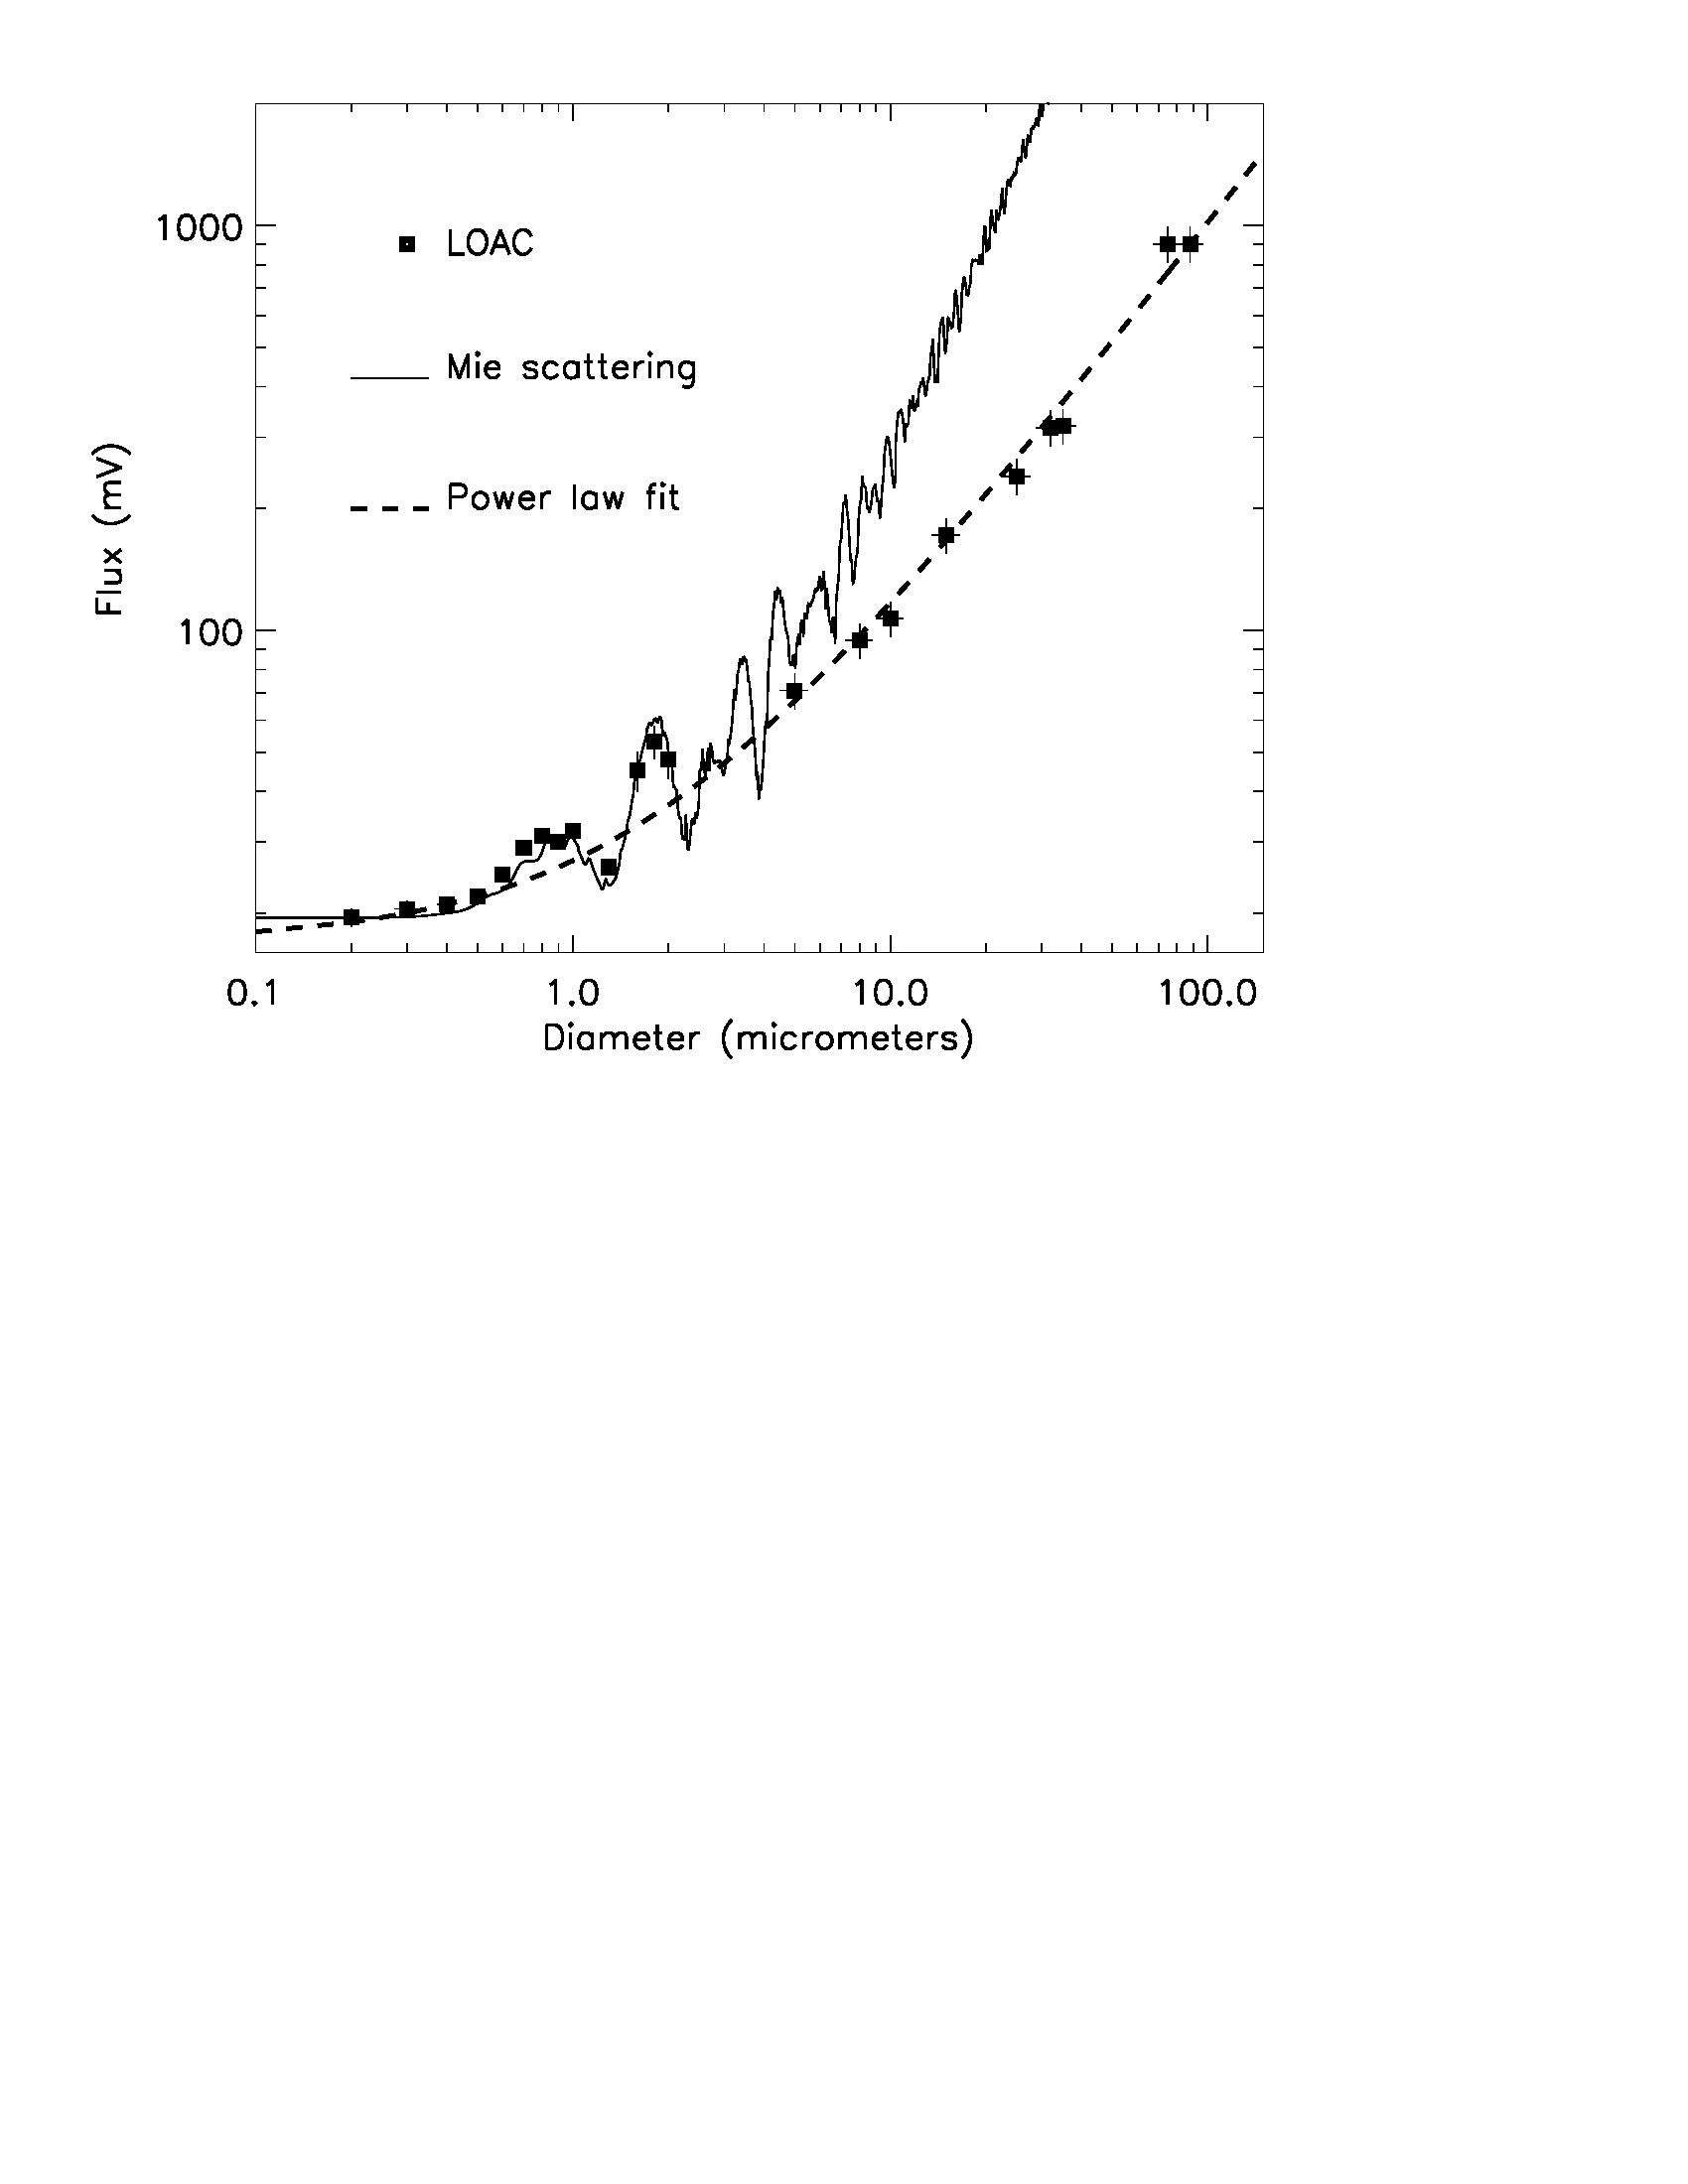 1000
LOAC
Mie scattering
Power law fit
Flux (mV)
100
0.1 1.0 10.0 100.0
Diameter (micrometers)